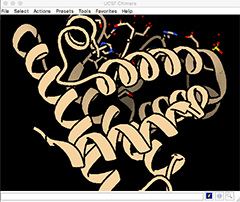 UCSF Chimera
File Select Actions Presets Tools Favorites Help